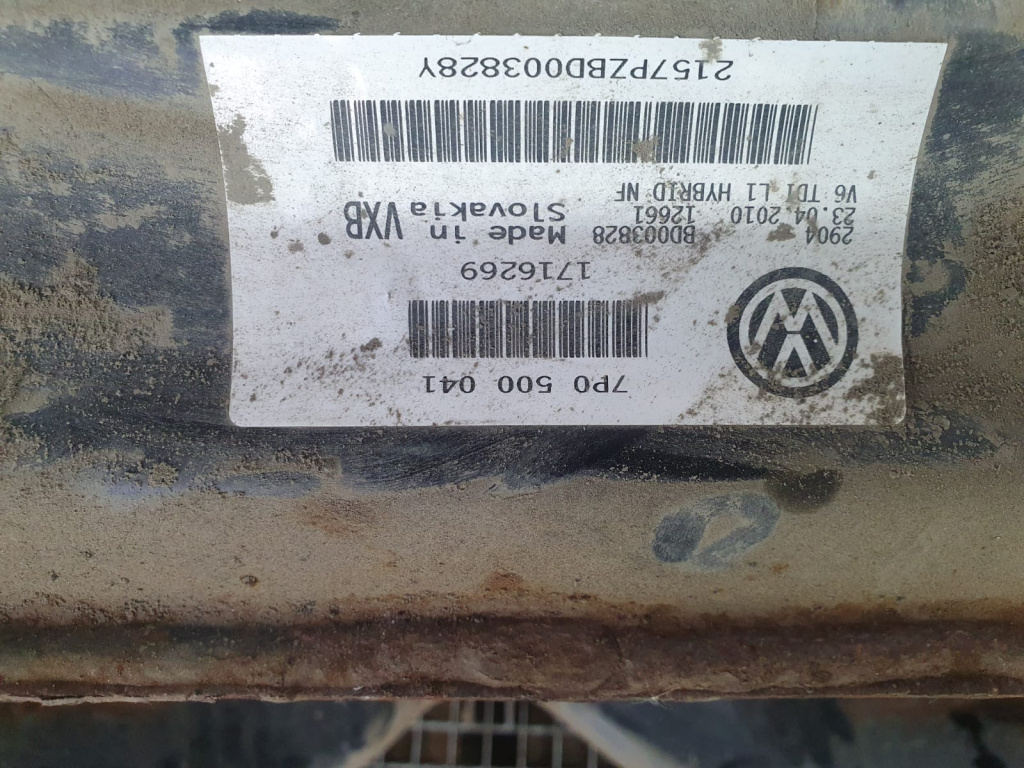 7P0 500 041
1716269
2904 BD003828 Made in VXB
23.04.2010 12661 Slovakia
V6 TDI LI HYBRID NF
2157PZBD003828Y